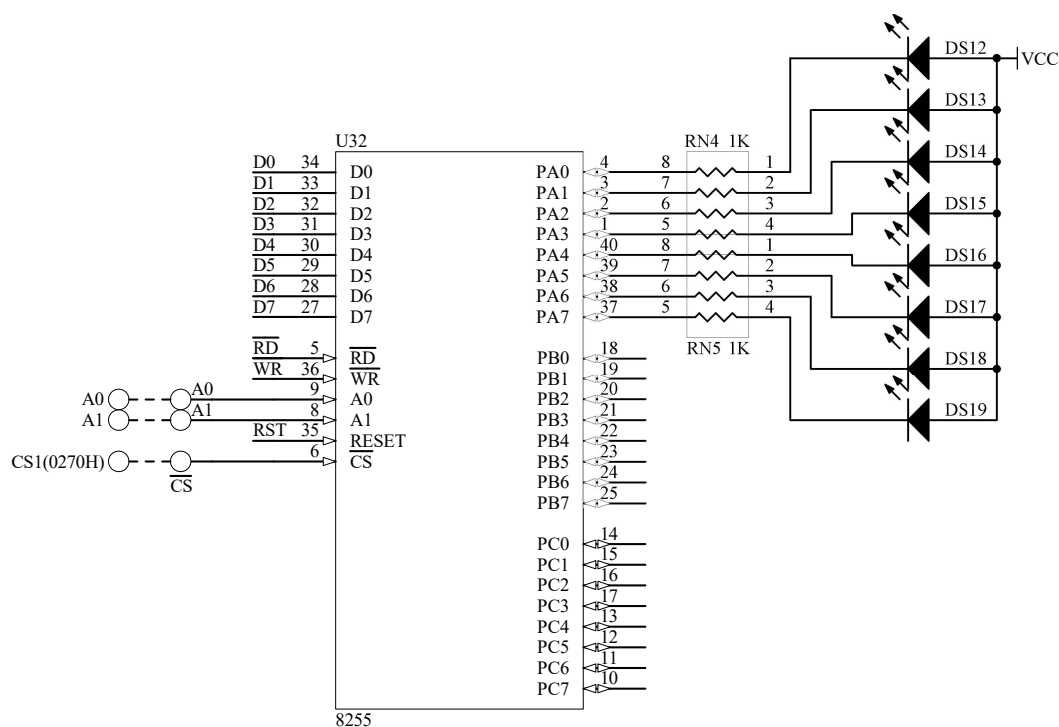 DS12
VCC
DS13
U32
RN4 1K
DS14
D0 34 D0 PA0 4 8 1
D1 33 D1 PA1 3 7 2
D2 32 D2 PA2 2 6 3
DS15
D3 31 D3 PA3 1 5 4
D4 30 D4 PA4 40 8 1
DS16
D5 29 D5 PA5 39 7 2
D6 28 D6 PA6 38 6 3
DS17
D7 27 D7 PA7 37 5 4
RN5 1K
RD 5 RD PB0 18
DS18
WR 36 WR PB1 19
A0 A0 9 A0 PB2 20
A1 A1 8 A1 PB3 21
DS19
RST 35 RESET PB4 22
CS1(0270H) CS 6 CS PB5 23
PB6 24
PB7 25
PC0 14
PC1 15
PC2 16
PC3 17
PC4 13
PC5 12
PC6 11
PC7 10
8255